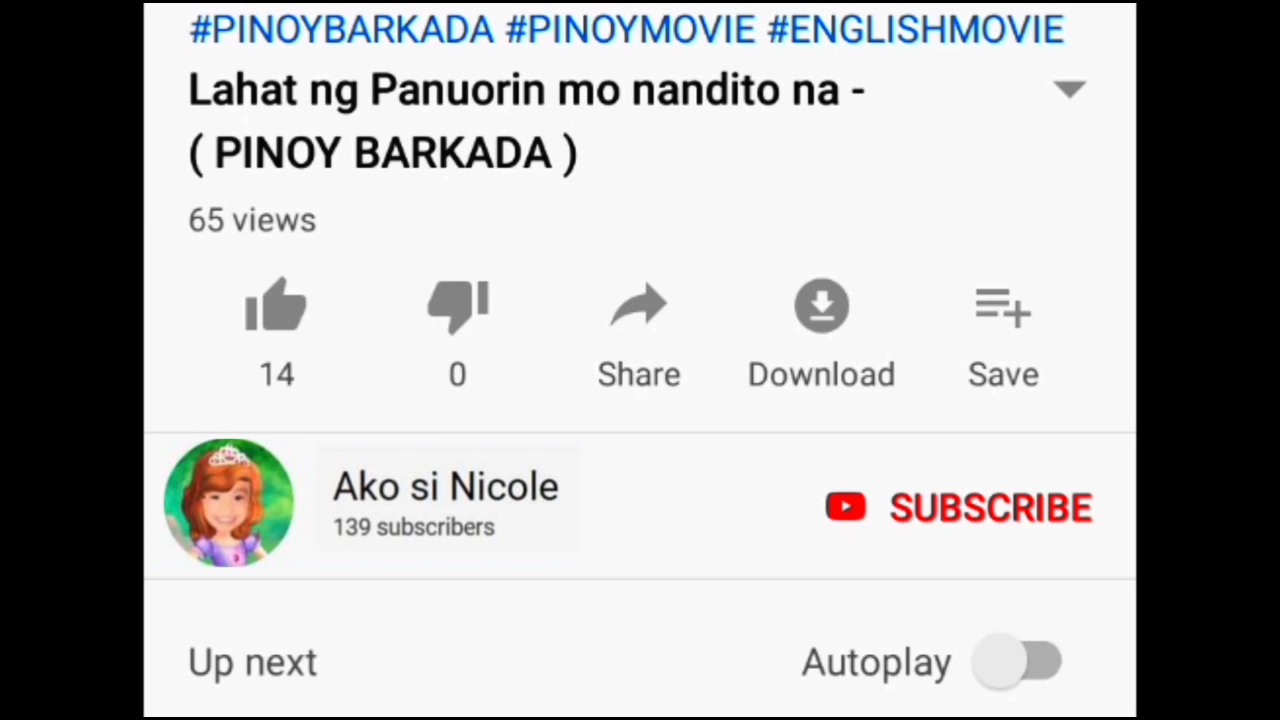 #PINOYBARKADA #PINOYMOVIE #ENGLISHMOVIE
Lahat ng Panuorin mo nandito na -
( PINOY BARKADA )
65 views
14 0 Share Download Save
Ako si Nicole
139 subscribers
SUBSCRIBE
Up next Autoplay